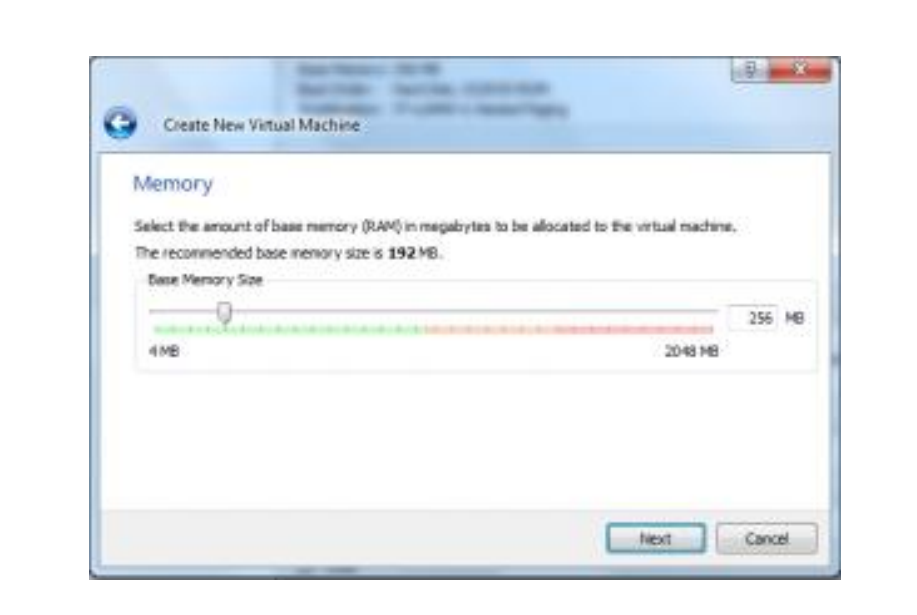 Create New Virtual Machine
Memory
Select the amount of base memory (RAM) in megabytes to be allocated to the virtual machine.
The recommended base memory size is 192 MB.
Base Memory Size
256 MB
4 MB 2048 MB
Next Cancel